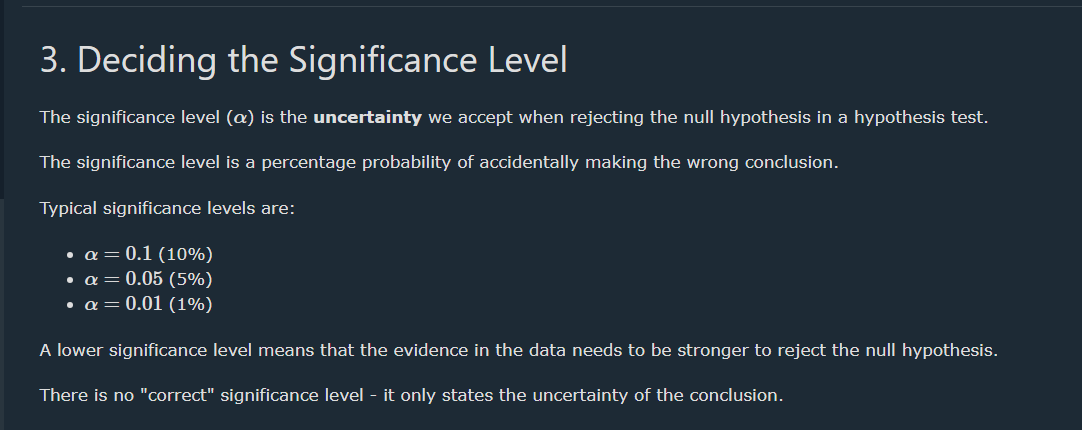 3. Deciding the Significance Level
The significance level (α) is the uncertainty we accept when rejecting the null hypothesis in a hypothesis test.
The significance level is a percentage probability of accidentally making the wrong conclusion.
Typical significance levels are:
• α = 0.1 (10%)
• α = 0.05 (5%)
• α = 0.01 (1%)
A lower significance level means that the evidence in the data needs to be stronger to reject the null hypothesis.
There is no "correct" significance level - it only states the uncertainty of the conclusion.